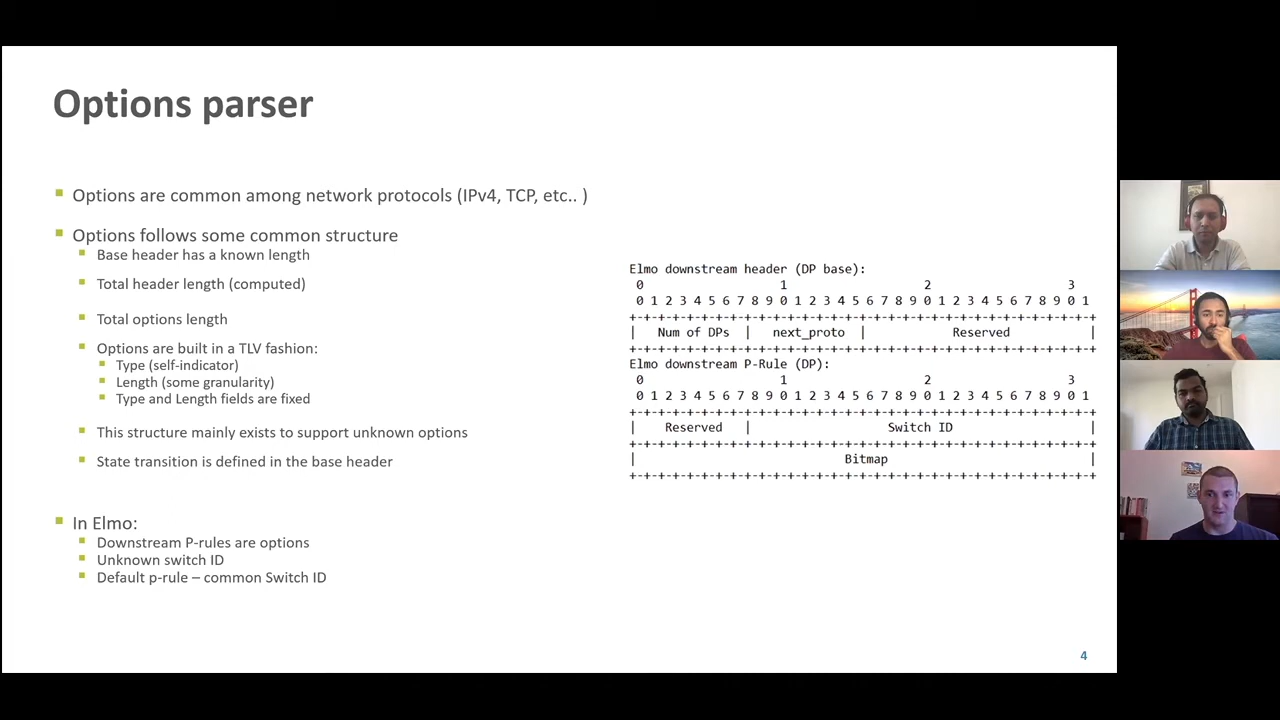 Options parser
Options are common among network protocols (IPv4, TCP, etc.. )
Options follows some common structure
Base header has a known length
Total header length (computed)
Total options length
Options are built in a TLV fashion:
Type (self-indicator)
Length (some granularity)
Type and Length fields are fixed
This structure mainly exists to support unknown options
State transition is defined in the base header
In Elmo:
Downstream P-rules are options
Unknown switch ID
Default p-rule – common Switch ID
Elmo downstream header (DP base):
0 1 2 3
0 1 2 3 4 5 6 7 8 9 0 1 2 3 4 5 6 7 8 9 0 1 2 3 4 5 6 7 8 9 0 1
+-+-+-+-+-+-+-+-+-+-+-+-+-+-+-+-+-+-+-+-+-+-+-+-+-+-+-+-+-+-+-+-+
| Num of DPs | next_proto | Reserved |
+-+-+-+-+-+-+-+-+-+-+-+-+-+-+-+-+-+-+-+-+-+-+-+-+-+-+-+-+-+-+-+-+
Elmo downstream P-Rule (DP):
0 1 2 3
0 1 2 3 4 5 6 7 8 9 0 1 2 3 4 5 6 7 8 9 0 1 2 3 4 5 6 7 8 9 0 1
+-+-+-+-+-+-+-+-+-+-+-+-+-+-+-+-+-+-+-+-+-+-+-+-+-+-+-+-+-+-+-+-+
| Reserved | Switch ID |
+-+-+-+-+-+-+-+-+-+-+-+-+-+-+-+-+-+-+-+-+-+-+-+-+-+-+-+-+-+-+-+-+
| Bitmap |
+-+-+-+-+-+-+-+-+-+-+-+-+-+-+-+-+-+-+-+-+-+-+-+-+-+-+-+-+-+-+-+-+
4